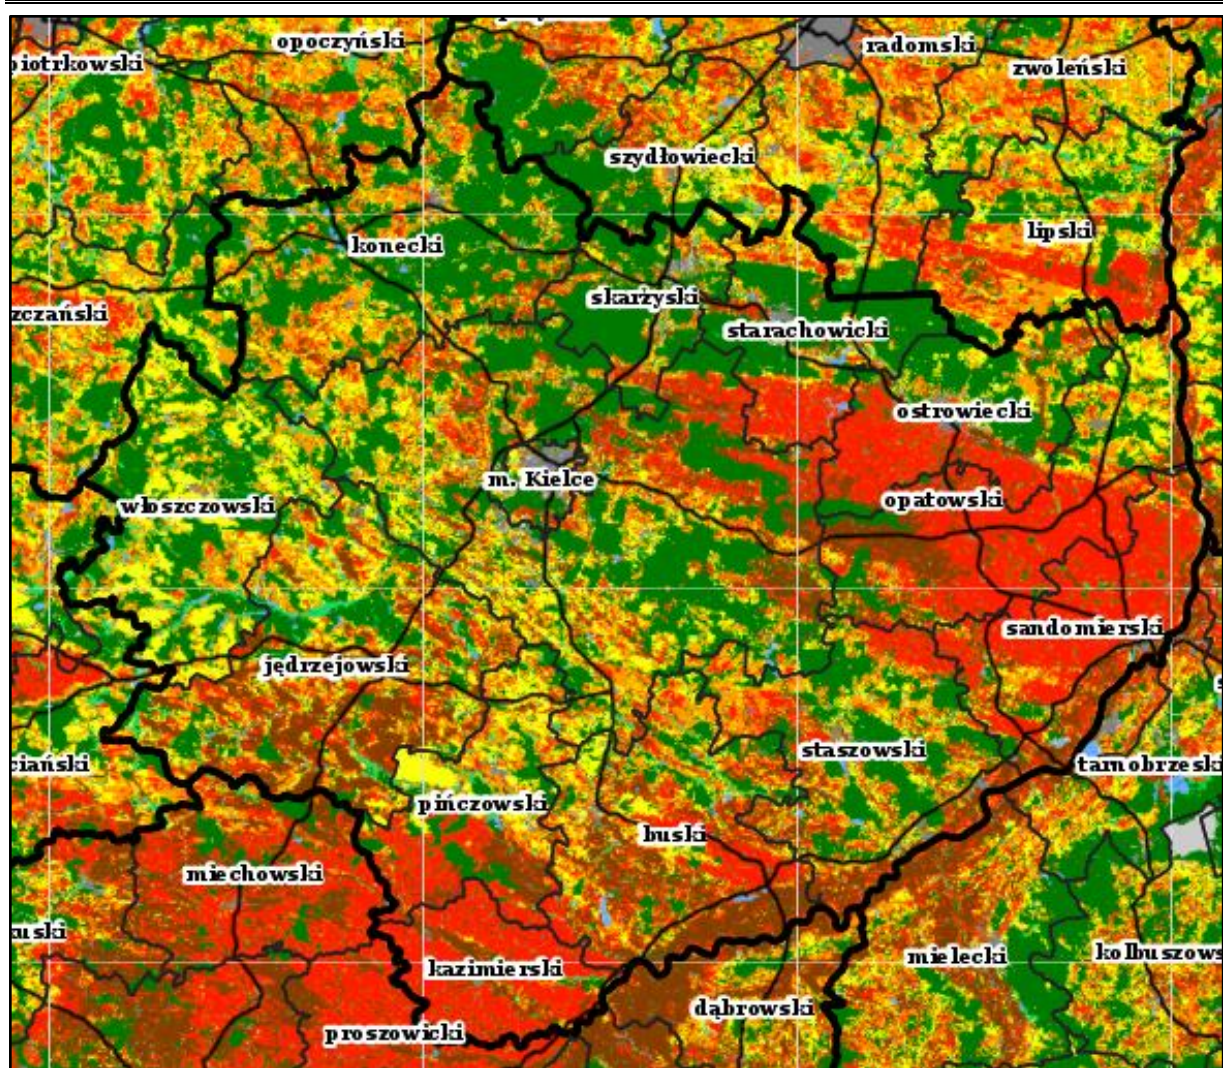 opoczyński
radomski
piotrkowski
zwoleński
szydłowiecki
lipski
konecki
skarżyski
zczański
starachowicki
ostrowiecki
m. Kielce
opatowski
włoszczowski
sandomierski
jędrzejowski
staszowski
ciański
tarnobrzeski
pińczowski
buski
miechowski
uski
kolbuszows
mielecki
kazimierski
dąbrowski
proszowicki